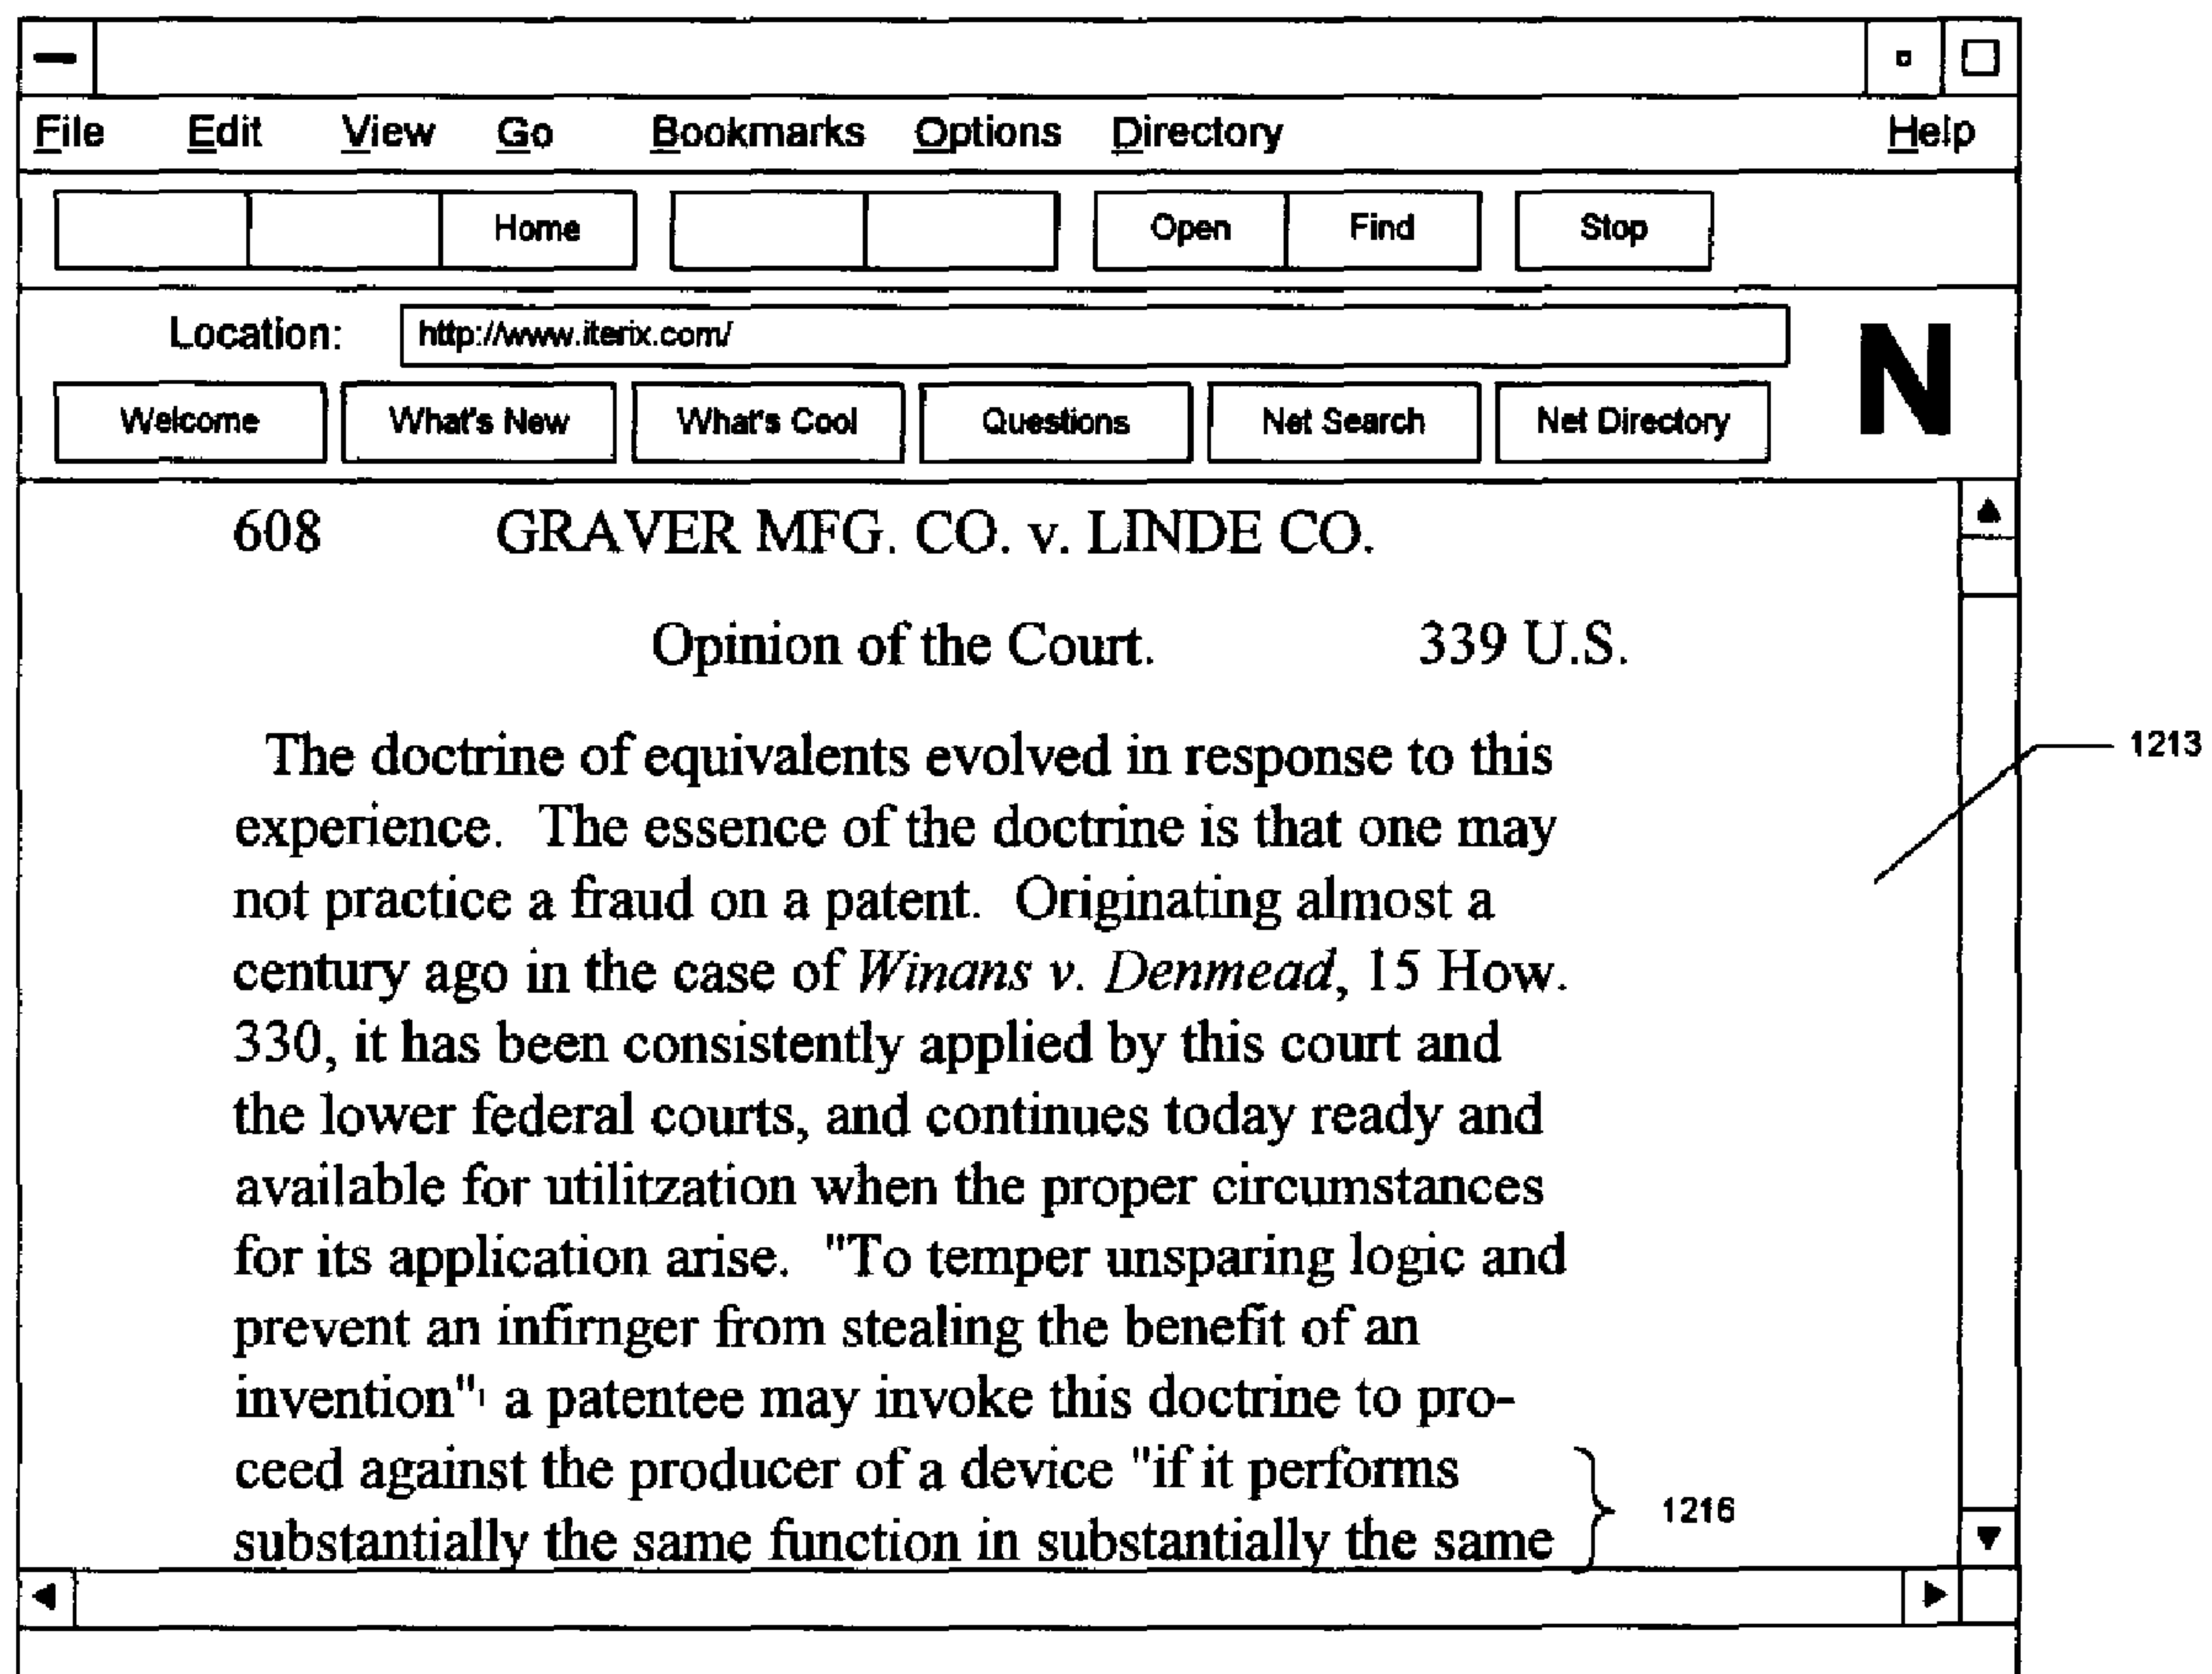 File Edit View Go Bookmarks Options Directory Help
Home Open Find Stop
Location: http://www.iterix.com/
N
Welcome What's New What's Cool Questions Net Search Net Directory
608 GRAVER MFG. CO. v. LINDE CO.
Opinion of the Court. 339 U.S.
The doctrine of equivalents evolved in response to this
1213
experience. The essence of the doctrine is that one may
not practice a fraud on a patent. Originating almost a
century ago in the case of Winans v. Denmead, 15 How.
330, it has been consistently applied by this court and
the lower federal courts, and continues today ready and
available for utilitzation when the proper circumstances
for its application arise. "To temper unsparing logic and
prevent an infirnger from stealing the benefit of an
invention"¹ a patentee may invoke this doctrine to pro-
ceed against the producer of a device "if it performs
1216
substantially the same function in substantially the same